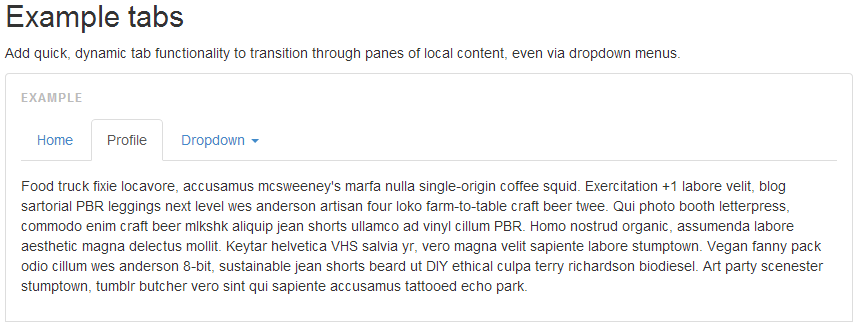 Example tabs
Add quick, dynamic tab functionality to transition through panes of local content, even via dropdown menus.
EXAMPLE
Home Profile Dropdown
Food truck fixie locavore, accusamus mcsweeney's marfa nulla single-origin coffee squid. Exercitation +1 labore velit, blog
sartorial PBR leggings next level wes anderson artisan four loko farm-to-table craft beer twee. Qui photo booth letterpress,
commodo enim craft beer mlkshk aliquip jean shorts ullamco ad vinyl cillum PBR. Homo nostrud organic, assumenda labore
aesthetic magna delectus mollit. Keytar helvetica VHS salvia yr, vero magna velit sapiente labore stumptown. Vegan fanny pack
odio cillum wes anderson 8-bit, sustainable jean shorts beard ut DIY ethical culpa terry richardson biodiesel. Art party scenester
stumptown, tumblr butcher vero sint qui sapiente accusamus tattooed echo park.